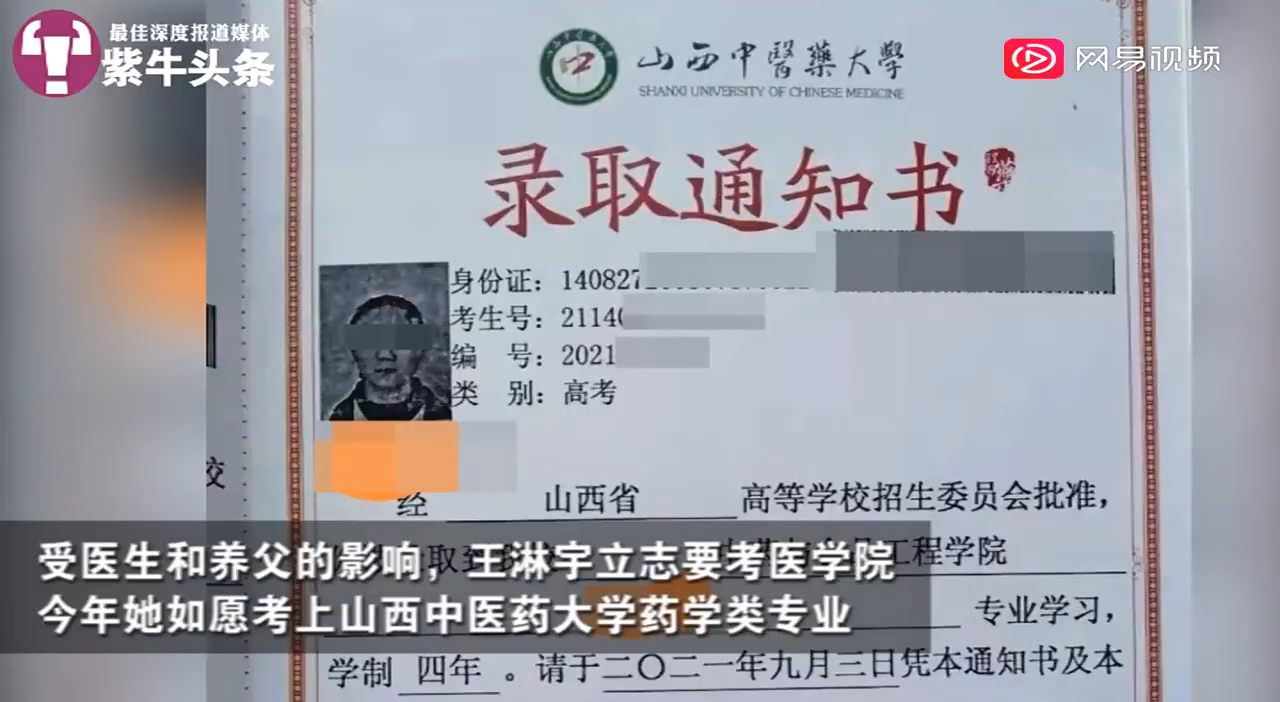 最佳深度报道媒体
紫牛头条
网易视频
中
山西中醫藥大學
SHANXI UNIVERSITY OF CHINESE MEDICINE
录取通知书
身份证：140827
考生号：21140
编 号：2021
类 别：高考
校
经 山西省 高等学校招生委员会批准，
取 工程学院
受医生和养父的影响，王淋宇立志要考医学院
今年她如愿考上山西中医药大学药学类专业
专业学习，
学制 四年 。请于二〇二一年九月三日凭本通知书及本